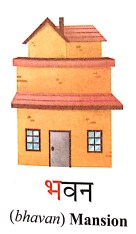 भवन
(bhavan) Mansion